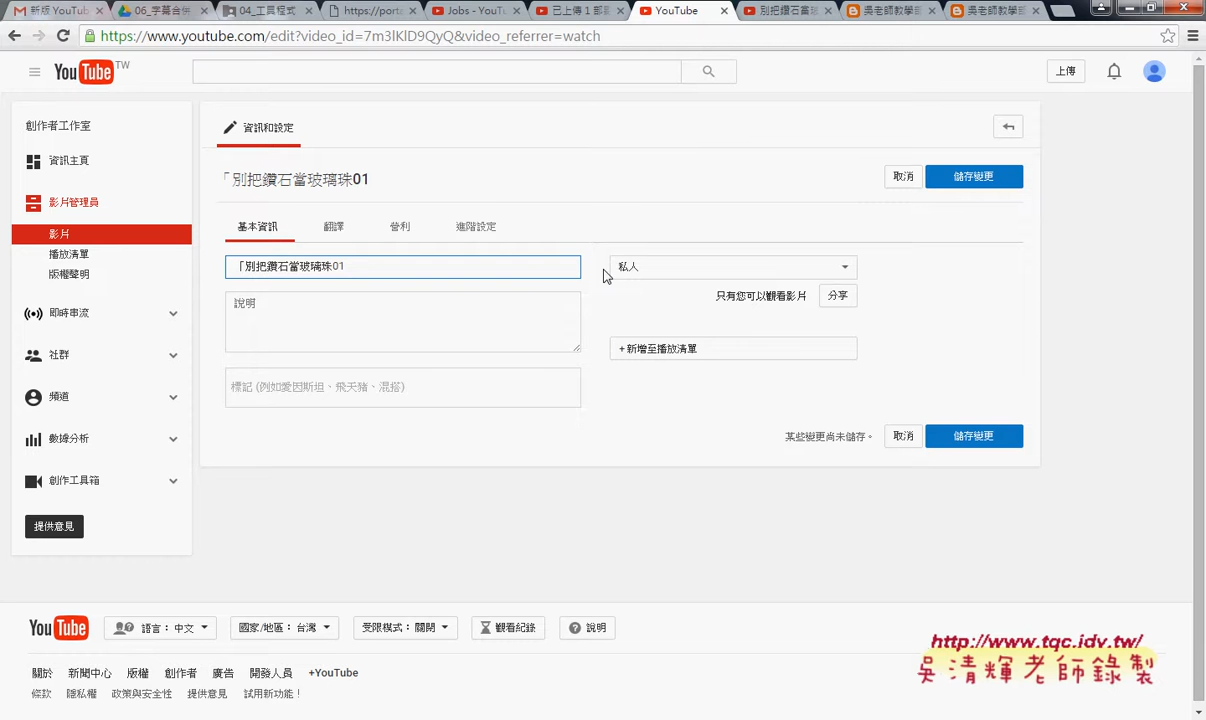 新版 YouTu
06_字幕合併
04_工具程式
https://porta
Jobs - YouTu
已上傳 1 部影
YouTube
別把鑽石當玻
吳老師教學部
吳老師教學部
https://www.youtube.com/edit?video_id=7m3lKlD9QyQ&video_referrer=watch
YouTube TW
上傳
創作者工作室
資訊主頁
影片管理員
影片
播放清單
版權聲明
即時串流
社群
頻道
數據分析
創作工具箱
提供意見
資訊和設定
「別把鑽石當玻璃珠01
取消
儲存變更
基本資訊
翻譯
營利
進階設定
「別把鑽石當玻璃珠01
私人
說明
只有您可以觀看影片
分享
+ 新增至播放清單
標記 (例如愛因斯坦、飛天豬、混搭)
某些變更尚未儲存。
取消
儲存變更
YouTube
語言：中文
國家/地區：台灣
受限模式：關閉
觀看紀錄
說明
關於
新聞中心
版權
創作者
廣告
開發人員
+YouTube
條款
隱私權
政策與安全性
提供意見
試用新功能！
http://www.tqc.idv.tw/
吳清輝老師錄製